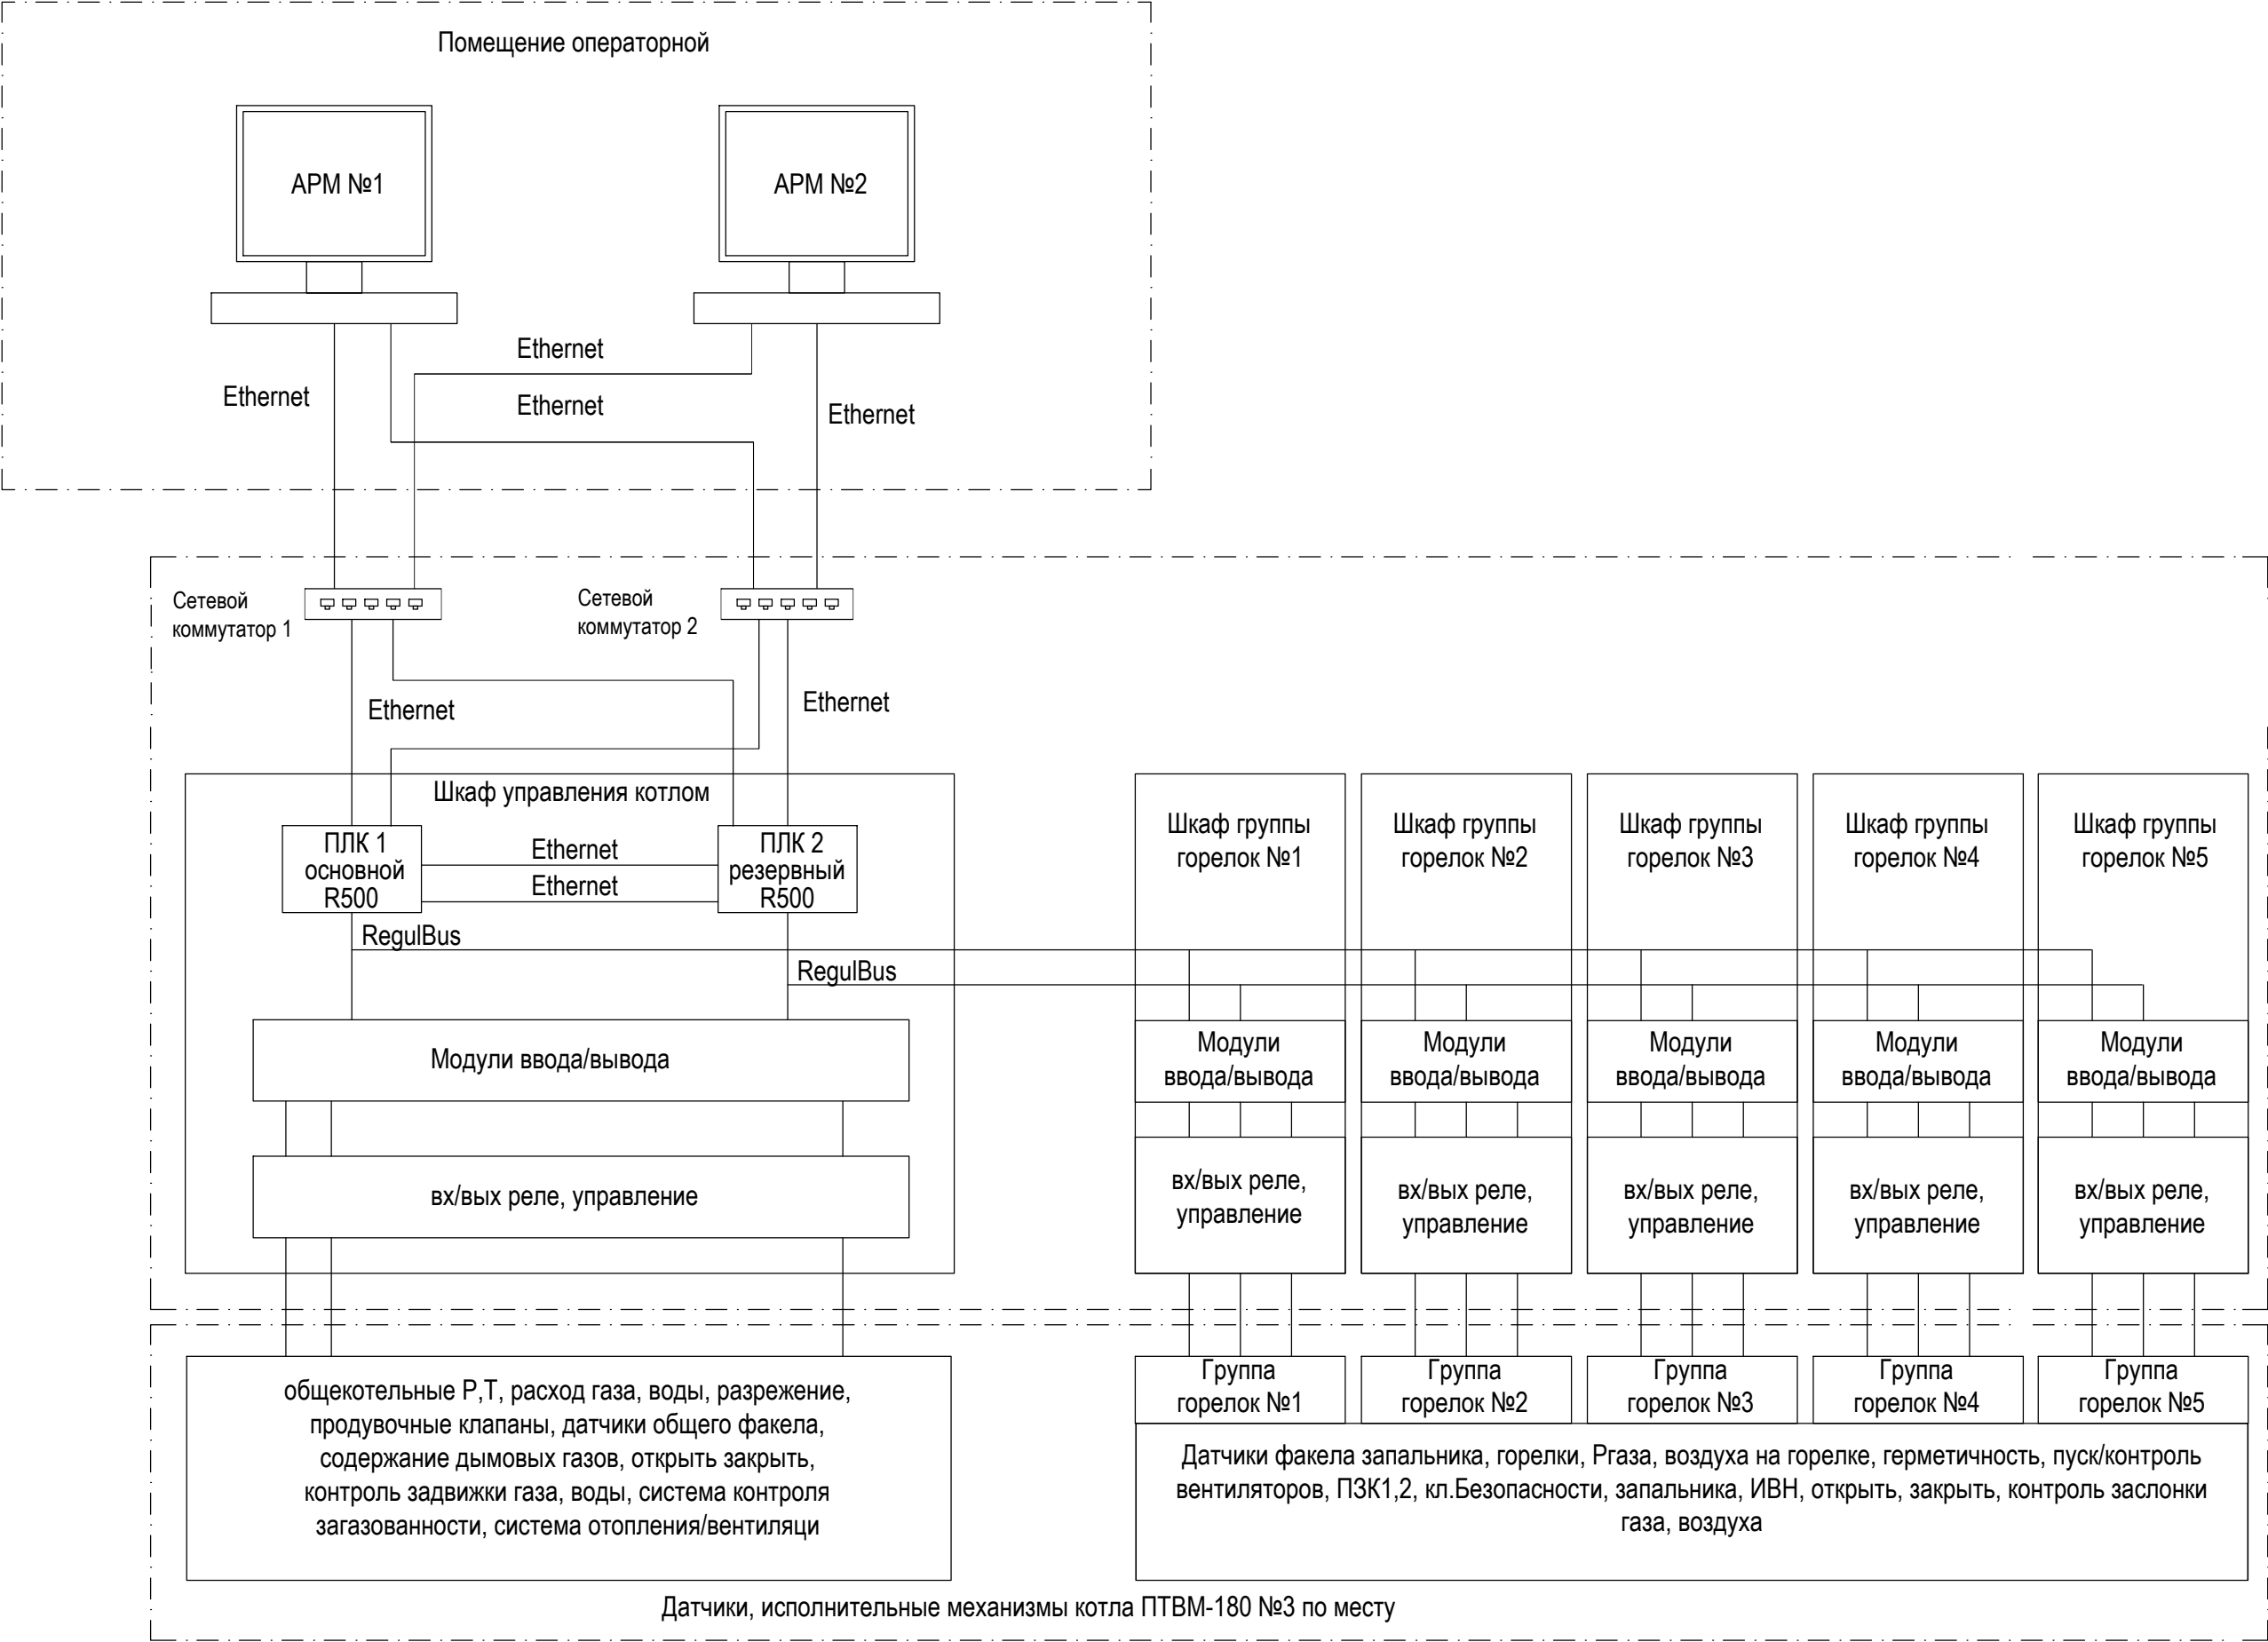 Помещение операторной
АРМ №1
АРМ №2
Ethernet
Ethernet
Ethernet
Ethernet
Сетевой
коммутатор 1
Сетевой
коммутатор 2
Ethernet
Ethernet
Шкаф управления котлом
ПЛК 1
основной
R500
Ethernet
Ethernet
ПЛК 2
резервный
R500
RegulBus
RegulBus
Модули ввода/вывода
вх/вых реле, управление
Шкаф группы
горелок №1
Шкаф группы
горелок №2
Шкаф группы
горелок №3
Шкаф группы
горелок №4
Шкаф группы
горелок №5
Модули
ввода/вывода
Модули
ввода/вывода
Модули
ввода/вывода
Модули
ввода/вывода
Модули
ввода/вывода
вх/вых реле,
управление
вх/вых реле,
управление
вх/вых реле,
управление
вх/вых реле,
управление
вх/вых реле,
управление
общекотельные Р,Т, расход газа, воды, разрежение,
продувочные клапаны, датчики общего факела,
содержание дымовых газов, открыть закрыть,
контроль задвижки газа, воды, система контроля
загазованности, система отопления/вентиляци
Группа
горелок №1
Группа
горелок №2
Группа
горелок №3
Группа
горелок №4
Группа
горелок №5
Датчики факела запальника, горелки, Ргаза, воздуха на горелке, герметичность, пуск/контроль
вентиляторов, ПЗК1,2, кл.Безопасности, запальника, ИВН, открыть, закрыть, контроль заслонки
газа, воздуха
Датчики, исполнительные механизмы котла ПТВМ-180 №3 по месту